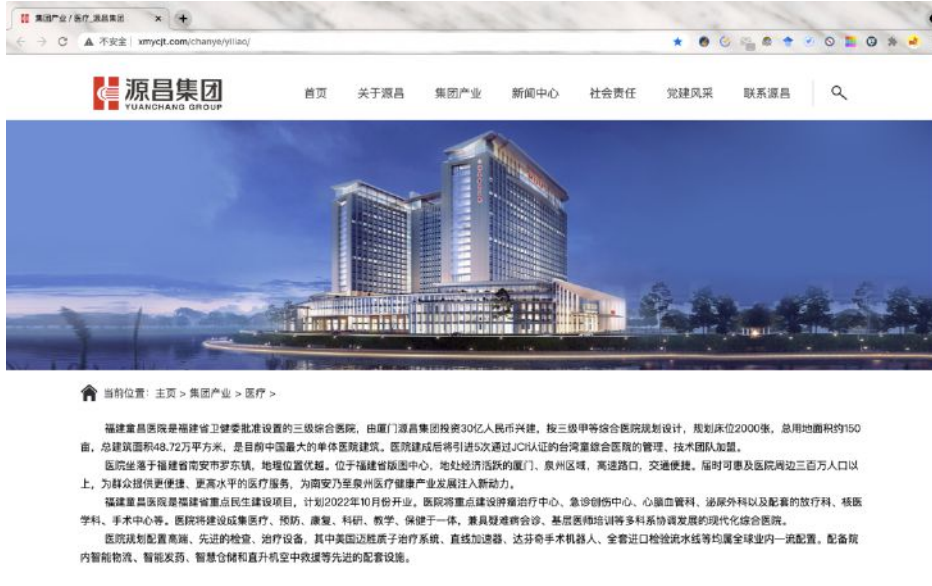 集团产业 / 医疗_源昌集团
不安全 xmycjt.com/chanye/yiliao/
源昌集团
YUANCHANG GROUP
首页 关于源昌 集团产业 新闻中心 社会责任 党建风采 联系源昌
当前位置：主页 > 集团产业 > 医疗 >
福建童昌医院是福建省卫健委批准设置的三级综合医院，由厦门源昌集团投资30亿人民币兴建，按三级甲等综合医院规划设计，规划床位2000张，总用地面积约150
亩，总建筑面积48.72万平方米，是目前中国最大的单体医院建筑。医院建成后将引进5次通过JCI认证的台湾童综合医院的管理、技术团队加盟。
医院坐落于福建省南安市罗东镇，地理位置优越。位于福建省版图中心，地处经济活跃的厦门、泉州区域，高速路口，交通便捷。届时可惠及医院周边三百万人口以
上，为群众提供更便捷、更高水平的医疗服务，为南安乃至泉州医疗健康产业发展注入新动力。
福建童昌医院是福建省重点民生建设项目，计划2022年10月份开业。医院将重点建设肿瘤治疗中心、急诊创伤中心、心脑血管科、泌尿外科以及配套的放疗科、核医
学科、手术中心等。医院将建设成集医疗、预防、康复、科研、教学、保健于一体，兼具疑难病会诊、基层医师培训等多科系协调发展的现代化综合医院。
医院规划配置高端、先进的检查、治疗设备，其中美国迈胜质子治疗系统、直线加速器、达芬奇手术机器人、全套进口检验流水线等均属全球业内一流配置。配备院
内智能物流、智能发药、智慧仓储和直升机空中救援等先进的配套设施。